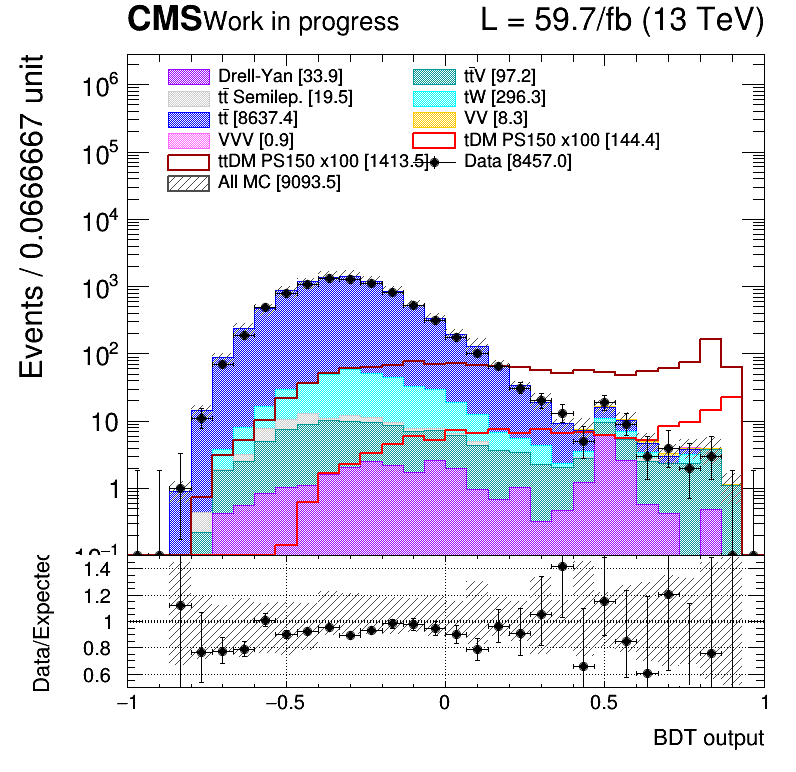 CMS Work in progress L = 59.7/fb (13 TeV)
Events / 0.0666667 unit
10⁶
10⁵
10⁴
10³
10²
10
1
10⁻¹
Drell-Yan [33.9] tt̄V [97.2]
tt̄ Semilep. [19.5] tW [296.3]
tt̄ [8637.4] VV [8.3]
VVV [0.9] tDM PS150 x100 [144.4]
ttDM PS150 x100 [1413.5] Data [8457.0]
All MC [9093.5]
Data/Expected
1.4
1.2
1
0.8
0.6
−1 −0.5 0 0.5 1
BDT output